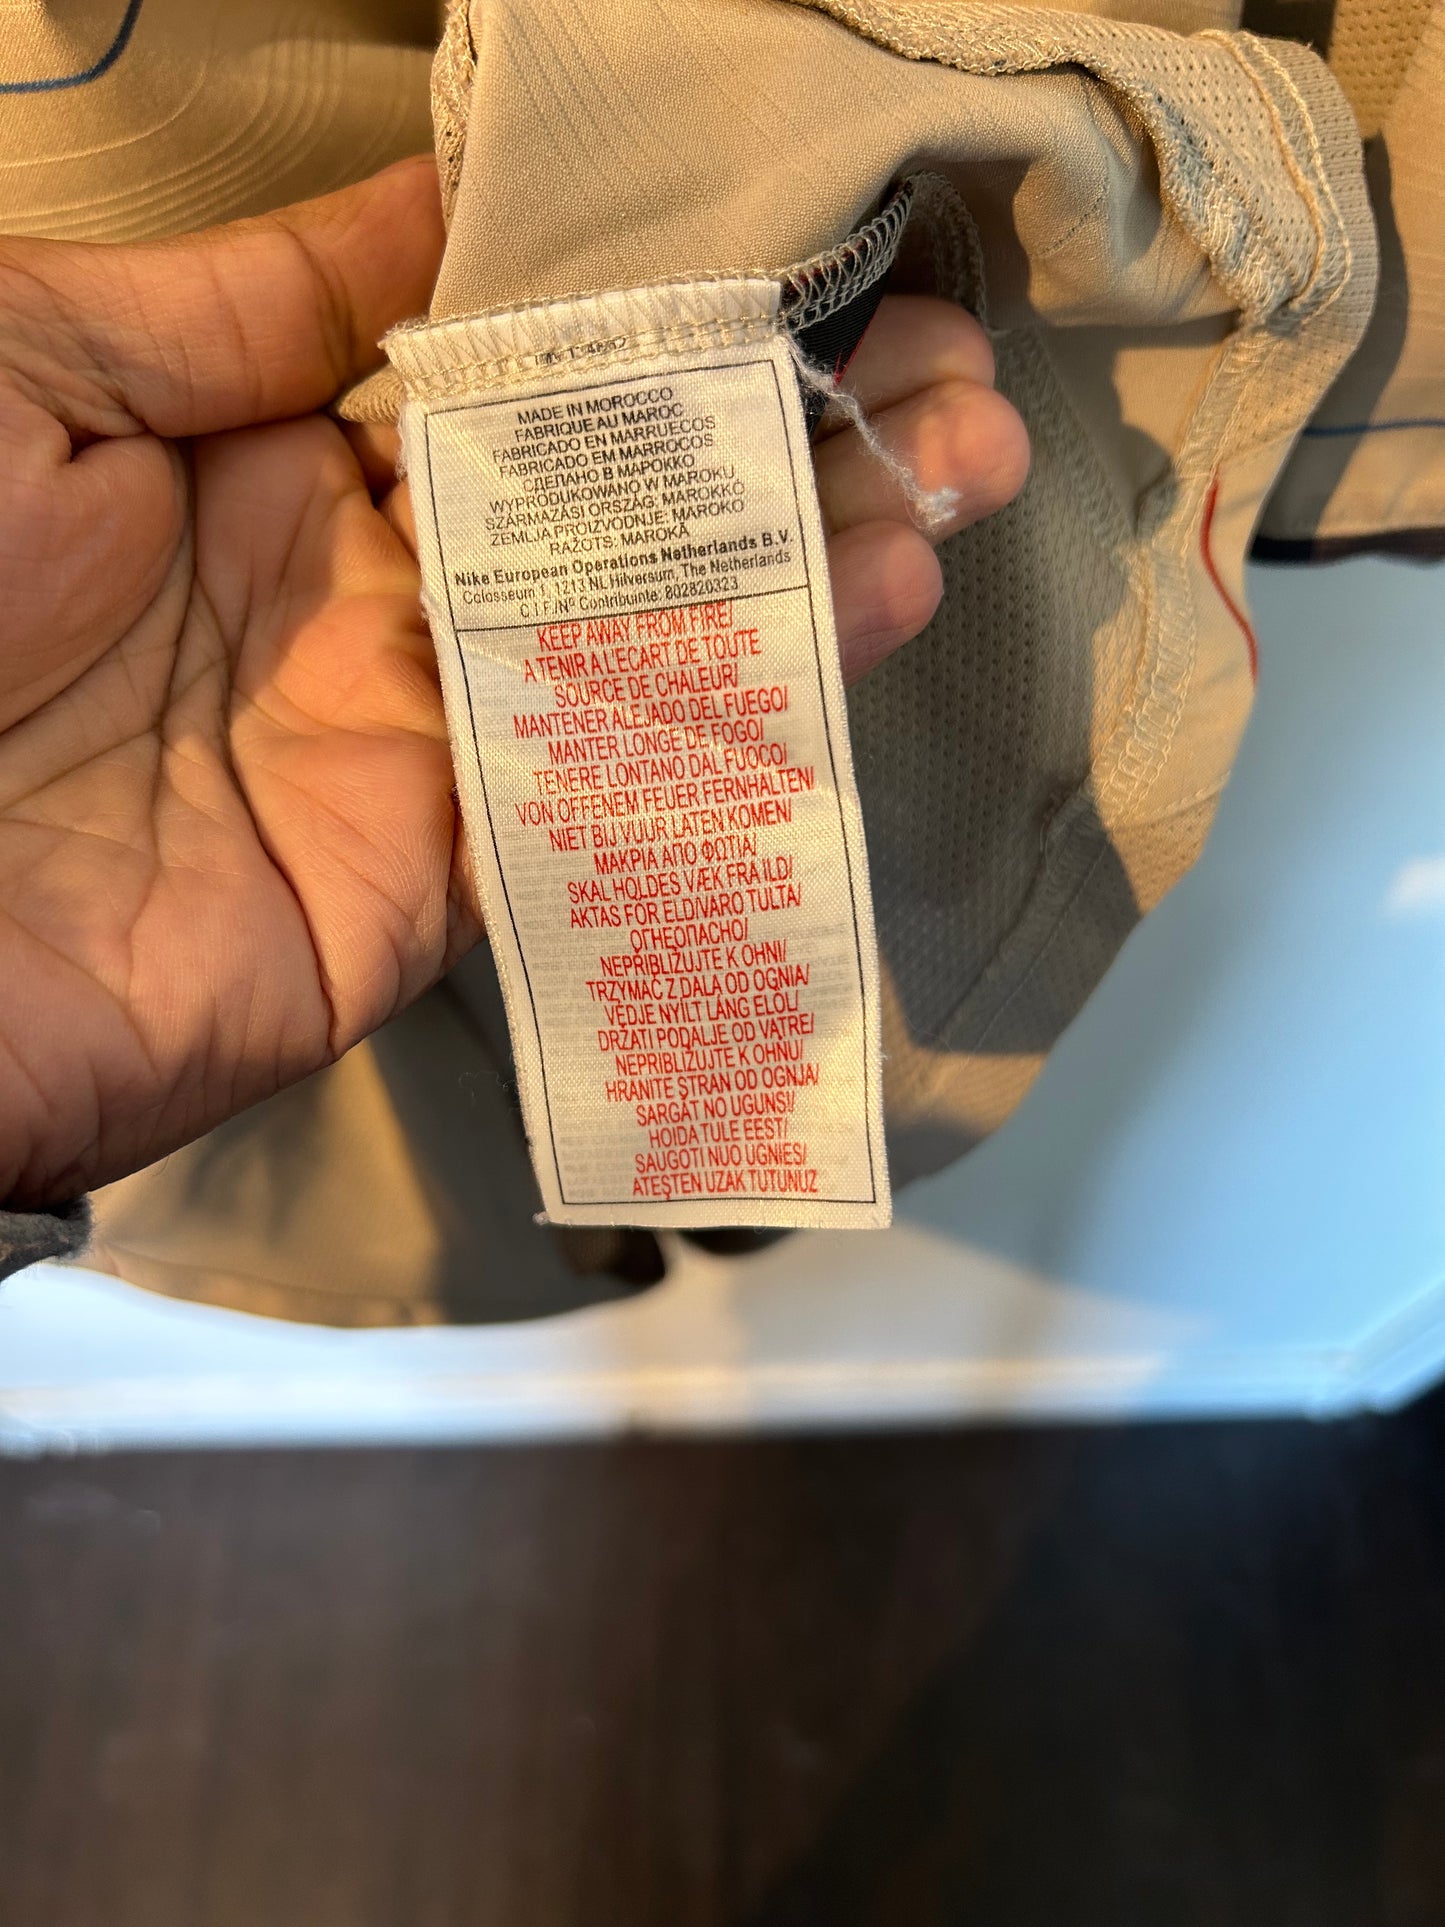 MADE IN MOROCCO
FABRIQUE AU MAROC
FABRICADO EN MARRUECOS
FABRICADO EM MARROCOS
СДЕЛАНО В МАРОККО
WYPRODUKOWANO W MAROKU
SZÁRMAZÁSI ORSZÁG: MAROKKÓ
ZEMLJA PROIZVODNJE: MAROKO
RAŽOTS: MAROKĀ
Nike European Operations Netherlands B.V.
Colosseum 1, 1213 NL Hilversum, The Netherlands
C.I.F./Nº Contribuinte: 802820323
KEEP AWAY FROM FIRE/
A TENIR A L'ECART DE TOUTE
SOURCE DE CHALEUR/
MANTENER ALEJADO DEL FUEGO/
MANTER LONGE DE FOGO/
TENERE LONTANO DAL FUOCO/
VON OFFENEM FEUER FERNHALTEN/
NIET BIJ VUUR LATEN KOMEN/
ΜΑΚΡΙΑ ΑΠΟ ΦΩΤΙΑ/
SKAL HOLDES VÆK FRA ILD/
AKTAS FÖR ELD/VARO TULTA/
ОГНЕОПАСНО/
NEPŘIBLIŽUJTE K OHNI/
TRZYMAĆ Z DALA OD OGNIA/
VÉDJE NYÍLT LÁNG ELŐL/
DRŽATI PODALJE OD VATRE/
NEPRIBLIŽUJTE K OHŇU/
HRANITE STRAN OD OGNJA/
SARGĀT NO UGUNS!/
HOIDA TULE EEST/
SAUGOTI NUO UGNIES/
ATEŞTEN UZAK TUTUNUZ